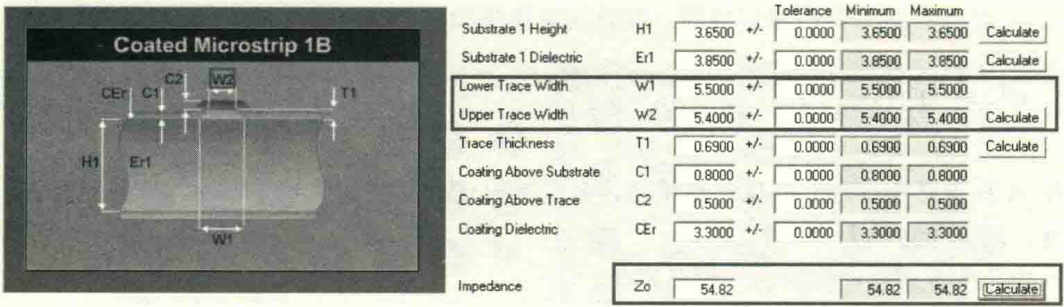 Coated Microstrip 1B
C2 W2
CEr C1 T1
H1 Er1
W1
Tolerance Minimum Maximum
Substrate 1 Height H1 3.6500 +/- 0.0000 3.6500 3.6500 Calculate
Substrate 1 Dielectric Er1 3.8500 +/- 0.0000 3.8500 3.8500 Calculate
Lower Trace Width W1 5.5000 +/- 0.0000 5.5000 5.5000
Upper Trace Width W2 5.4000 +/- 0.0000 5.4000 5.4000 Calculate
Trace Thickness T1 0.6900 +/- 0.0000 0.6900 0.6900 Calculate
Coating Above Substrate C1 0.8000 +/- 0.0000 0.8000 0.8000
Coating Above Trace C2 0.5000 +/- 0.0000 0.5000 0.5000
Coating Dielectric CEr 3.3000 +/- 0.0000 3.3000 3.3000
Impedance Zo 54.82 54.82 54.82 Calculate